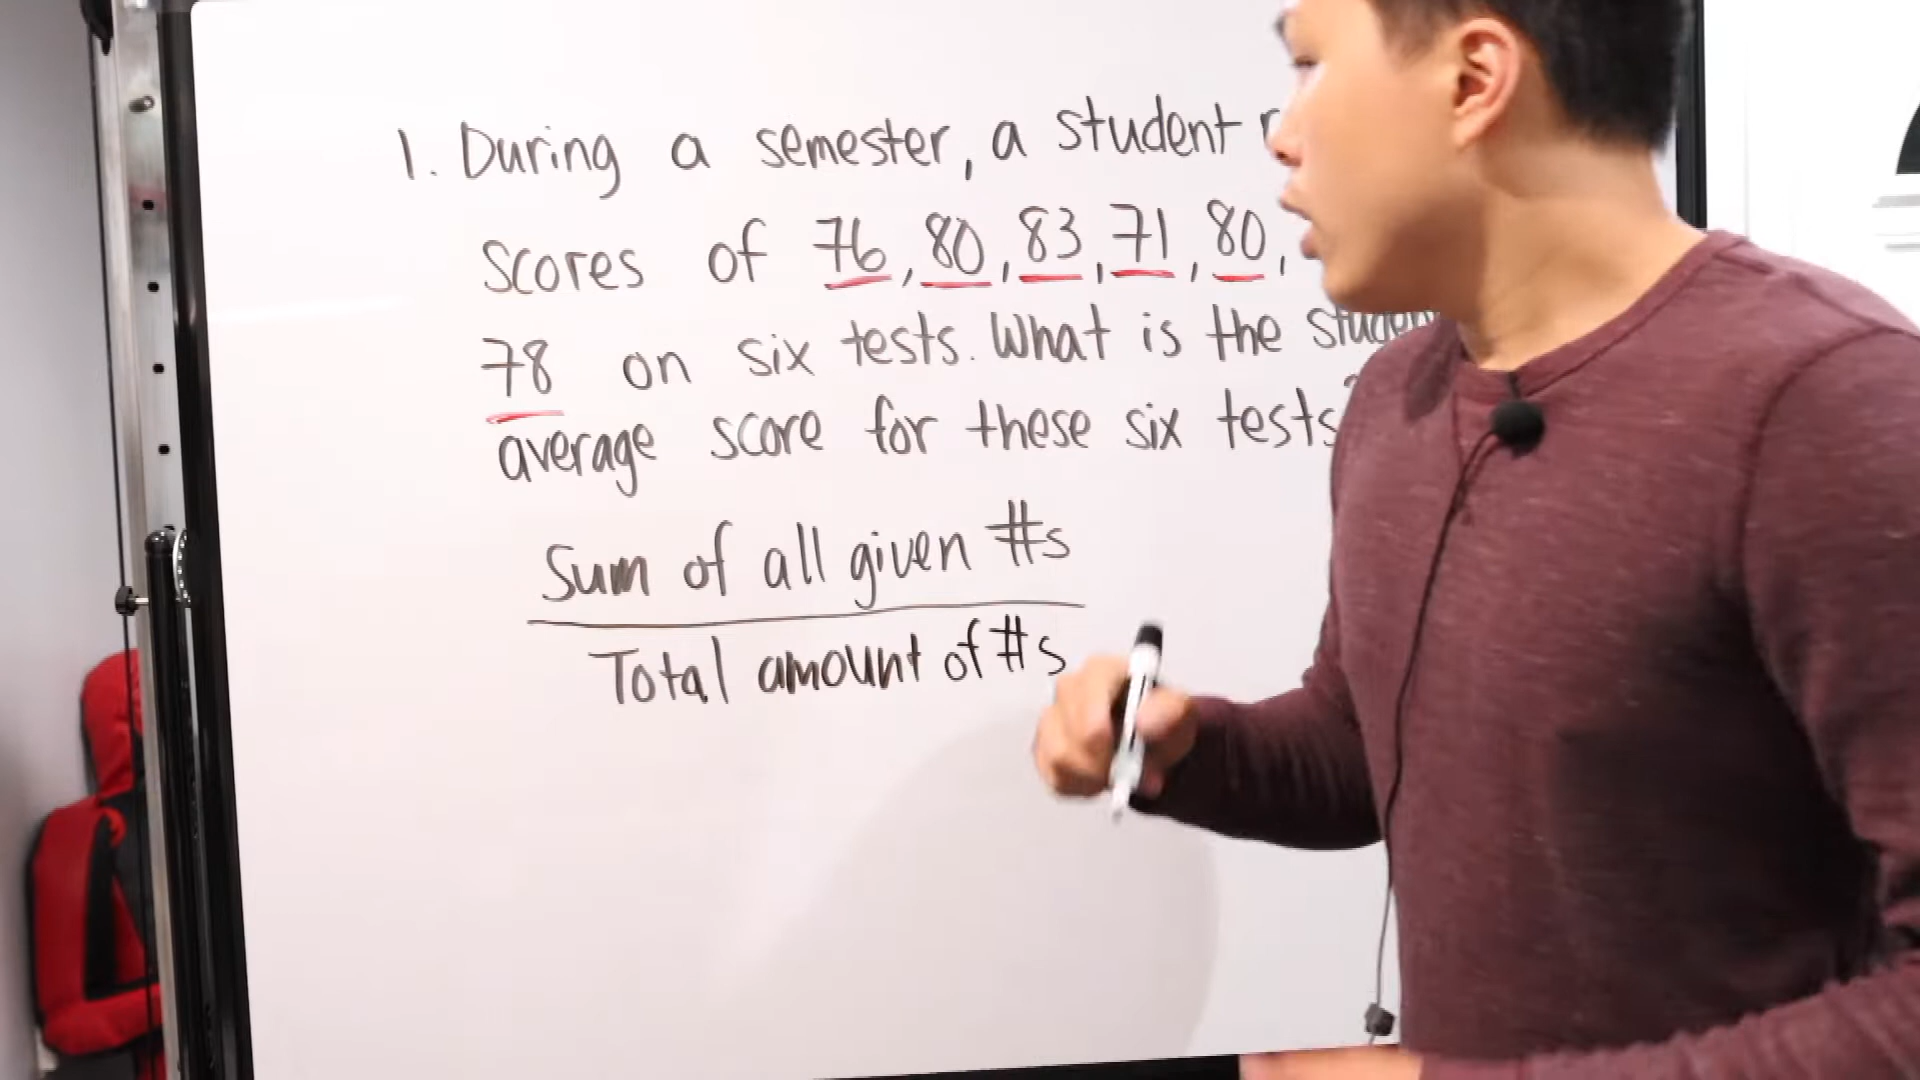 1. During a semester, a student
scores of 76, 80, 83, 71, 80,
78 on six tests. What is the
average score for these six tests?
Sum of all given #s
Total amount of #s